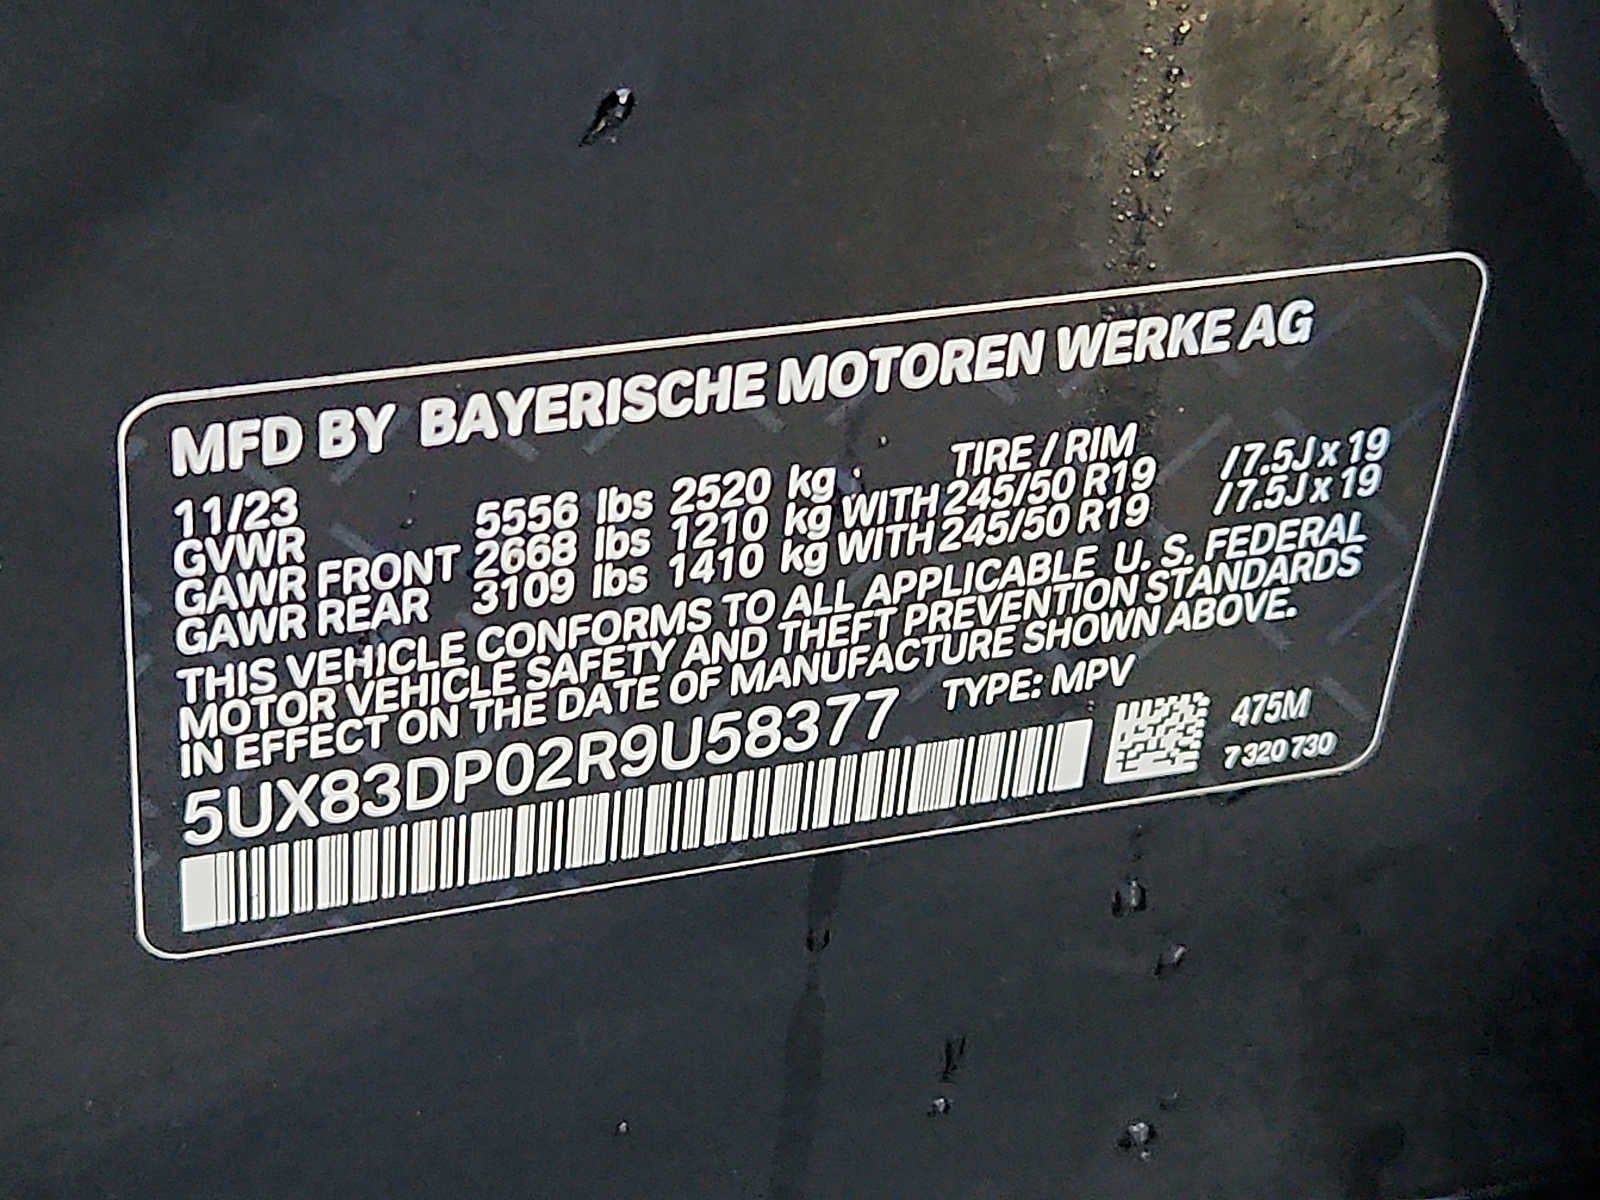 MFD BY BAYERISCHE MOTOREN WERKE AG
11/23 TIRE / RIM
GVWR 5556 lbs 2520 kg
GAWR FRONT 2668 lbs 1210 kg WITH 245/50 R19 / 7.5J x 19
GAWR REAR 3109 lbs 1410 kg WITH 245/50 R19 / 7.5J x 19
THIS VEHICLE CONFORMS TO ALL APPLICABLE U. S. FEDERAL
MOTOR VEHICLE SAFETY AND THEFT PREVENTION STANDARDS
IN EFFECT ON THE DATE OF MANUFACTURE SHOWN ABOVE.
5UX83DP02R9U58377 TYPE: MPV
475M
7 320 730